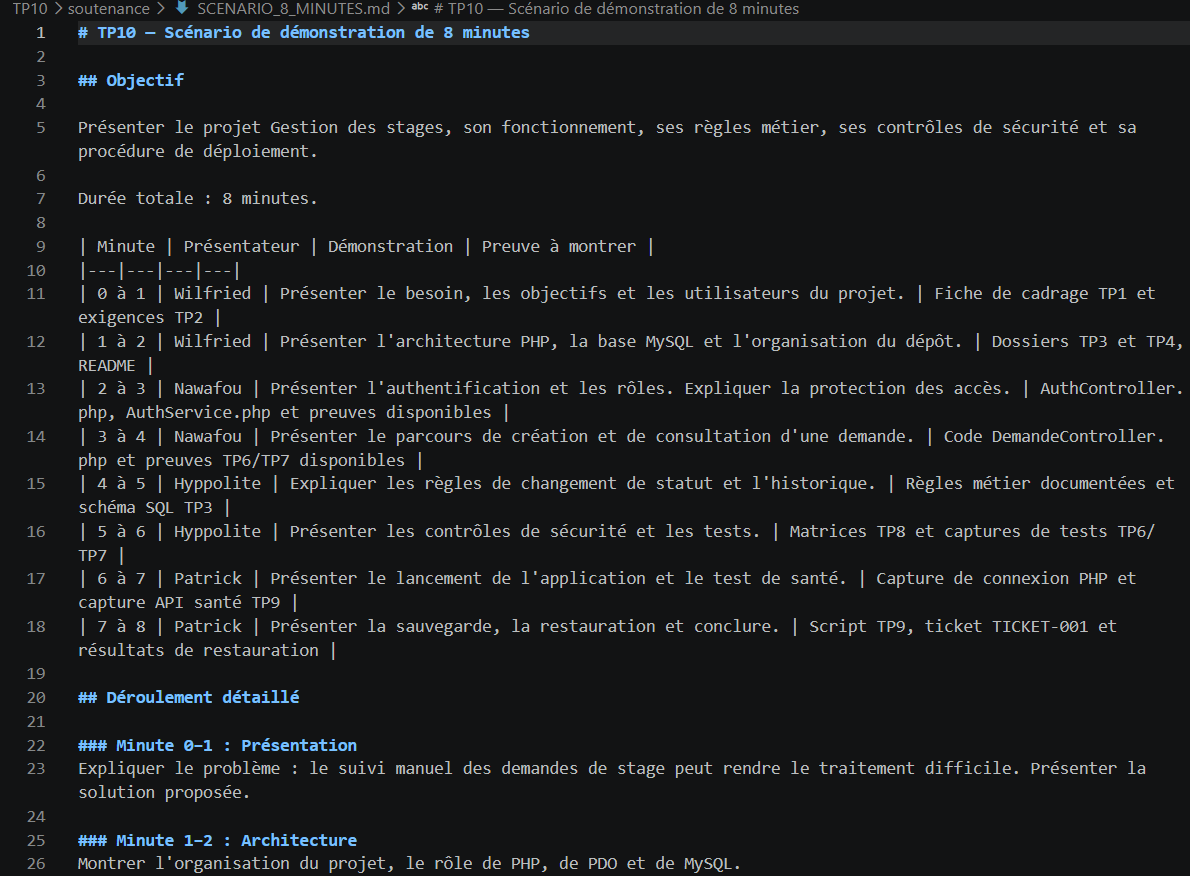 TP10 > soutenance > SCENARIO_8_MINUTES.md > abc # TP10 — Scénario de démonstration de 8 minutes
1 # TP10 — Scénario de démonstration de 8 minutes
2
3 ## Objectif
4
5 Présenter le projet Gestion des stages, son fonctionnement, ses règles métier, ses contrôles de sécurité et sa
procédure de déploiement.
6
7 Durée totale : 8 minutes.
8
9 | Minute | Présentateur | Démonstration | Preuve à montrer |
10 |---|---|---|---|
11 | 0 à 1 | Wilfried | Présenter le besoin, les objectifs et les utilisateurs du projet. | Fiche de cadrage TP1 et
exigences TP2 |
12 | 1 à 2 | Wilfried | Présenter l'architecture PHP, la base MySQL et l'organisation du dépôt. | Dossiers TP3 et TP4,
README |
13 | 2 à 3 | Nawafou | Présenter l'authentification et les rôles. Expliquer la protection des accès. | AuthController.
php, AuthService.php et preuves disponibles |
14 | 3 à 4 | Nawafou | Présenter le parcours de création et de consultation d'une demande. | Code DemandeController.
php et preuves TP6/TP7 disponibles |
15 | 4 à 5 | Hyppolite | Expliquer les règles de changement de statut et l'historique. | Règles métier documentées et
schéma SQL TP3 |
16 | 5 à 6 | Hyppolite | Présenter les contrôles de sécurité et les tests. | Matrices TP8 et captures de tests TP6/
TP7 |
17 | 6 à 7 | Patrick | Présenter le lancement de l'application et le test de santé. | Capture de connexion PHP et
capture API santé TP9 |
18 | 7 à 8 | Patrick | Présenter la sauvegarde, la restauration et conclure. | Script TP9, ticket TICKET-001 et
résultats de restauration |
19
20 ## Déroulement détaillé
21
22 ### Minute 0–1 : Présentation
23 Expliquer le problème : le suivi manuel des demandes de stage peut rendre le traitement difficile. Présenter la
solution proposée.
24
25 ### Minute 1–2 : Architecture
26 Montrer l'organisation du projet, le rôle de PHP, de PDO et de MySQL.